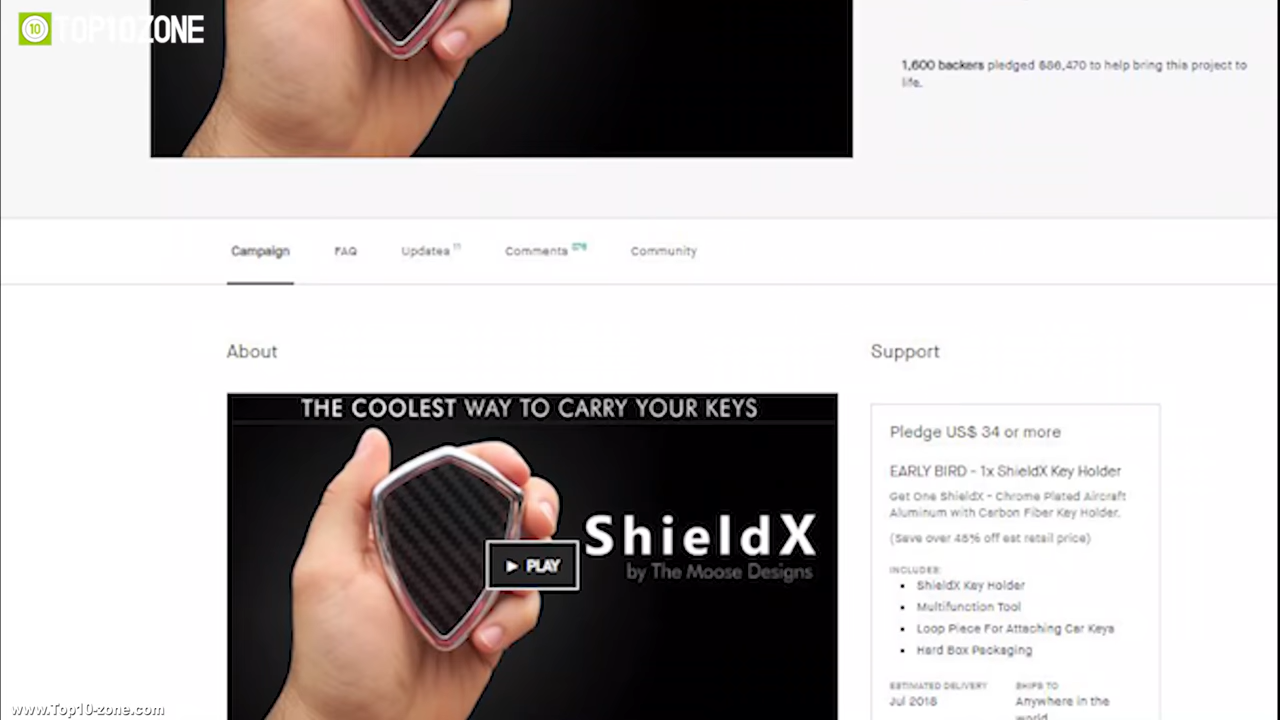 TOP10ZONE
1,600 backers pledged $86,470 to help bring this project to
life.
Campaign
FAQ
Updates 11
Comments
Community
About
Support
THE COOLEST WAY TO CARRY YOUR KEYS
ShieldX
by The Moose Designs
PLAY
Pledge US$ 34 or more
EARLY BIRD - 1x ShieldX Key Holder
Get One ShieldX - Chrome Plated Aircraft
Aluminum with Carbon Fiber Key Holder.
(Save over 48% off est retail price)
INCLUDES:
ShieldX Key Holder
Multifunction Tool
Loop Piece For Attaching Car Keys
Hard Box Packaging
ESTIMATED DELIVERY
Jul 2018
SHIPS TO
Anywhere in the
world
www.Top10-zone.com